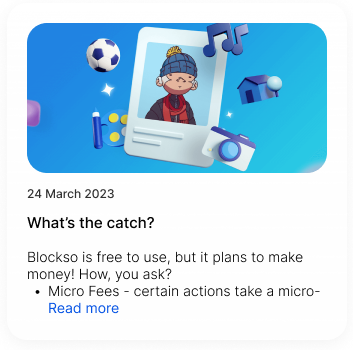 24 March 2023
What's the catch?
Blockso is free to use, but it plans to make
money! How, you ask?
• Micro Fees - certain actions take a micro-
Read more